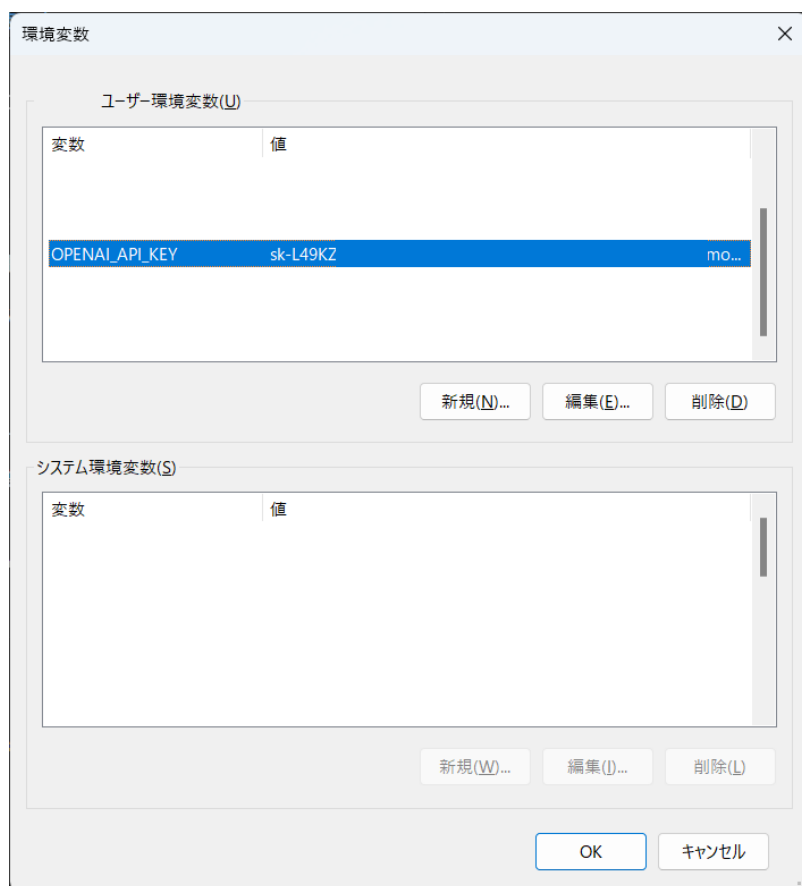 環境変数
ユーザー環境変数(U)
変数 値
OPENAI_API_KEY sk-L49KZ mo...
新規(N)... 編集(E)... 削除(D)
システム環境変数(S)
変数 値
新規(W)... 編集(I)... 削除(L)
OK キャンセル